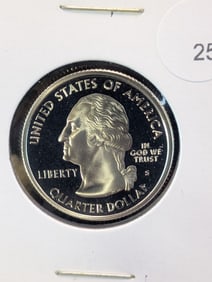 UNITED STATES OF AMERICA
LIBERTY
IN
GOD WE
TRUST
S
QUARTER DOLLAR
25